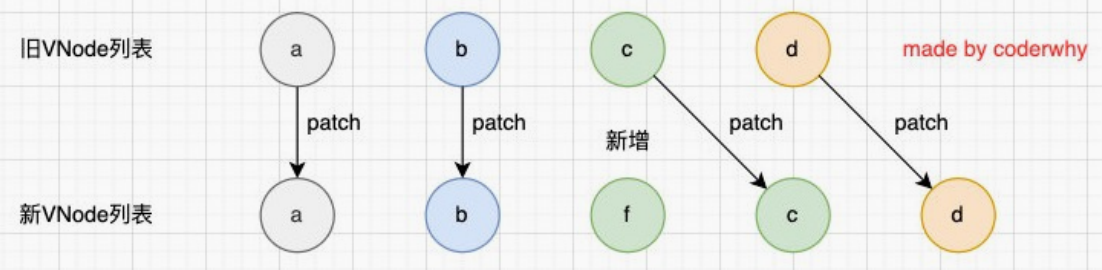 旧VNode列表
a
b
c
d
made by coderwhy
patch
patch
新增
patch
patch
新VNode列表
a
b
f
c
d